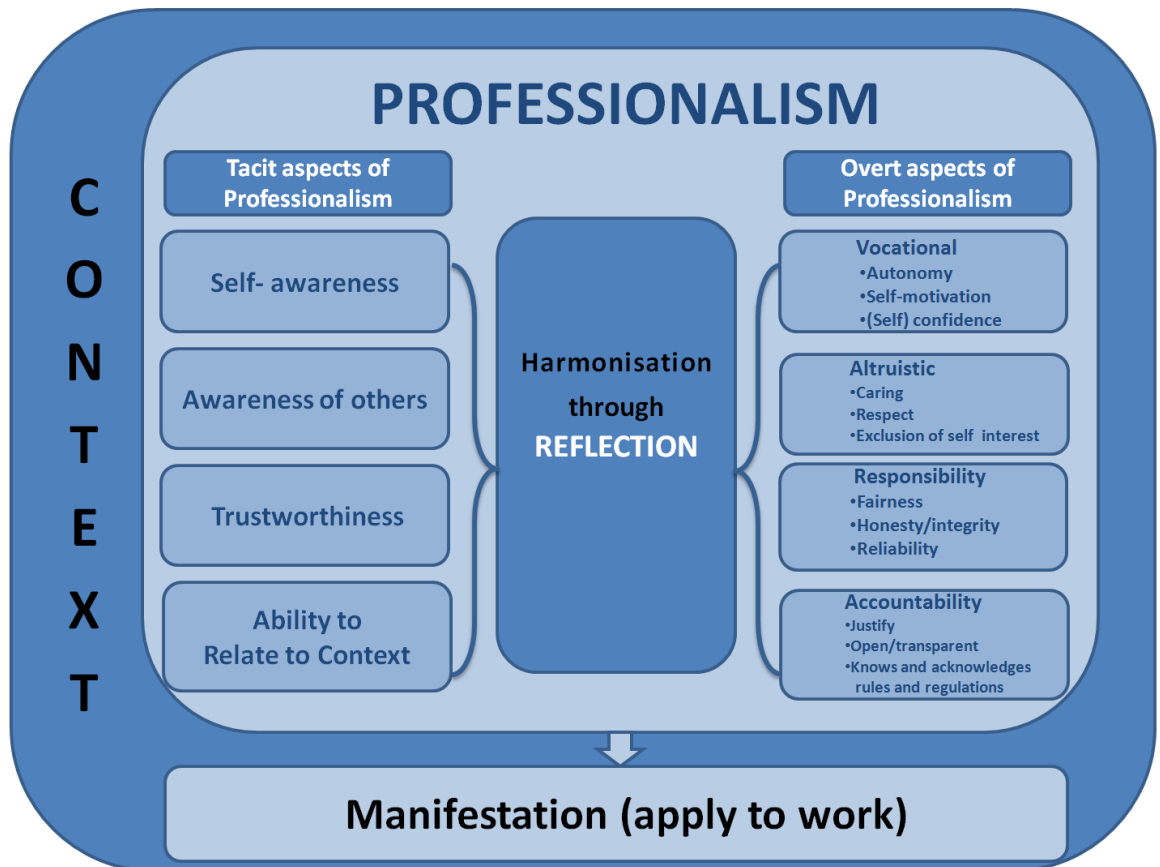 PROFESSIONALISM
CONTEXT
Tacit aspects of
Professionalism
Self- awareness
Awareness of others
Trustworthiness
Ability to
Relate to Context
Harmonisation
through
REFLECTION
Overt aspects of
Professionalism
Vocational
•Autonomy
•Self-motivation
•(Self) confidence
Altruistic
•Caring
•Respect
•Exclusion of self interest
Responsibility
•Fairness
•Honesty/integrity
•Reliability
Accountability
•Justify
•Open/transparent
•Knows and acknowledges
rules and regulations
Manifestation (apply to work)